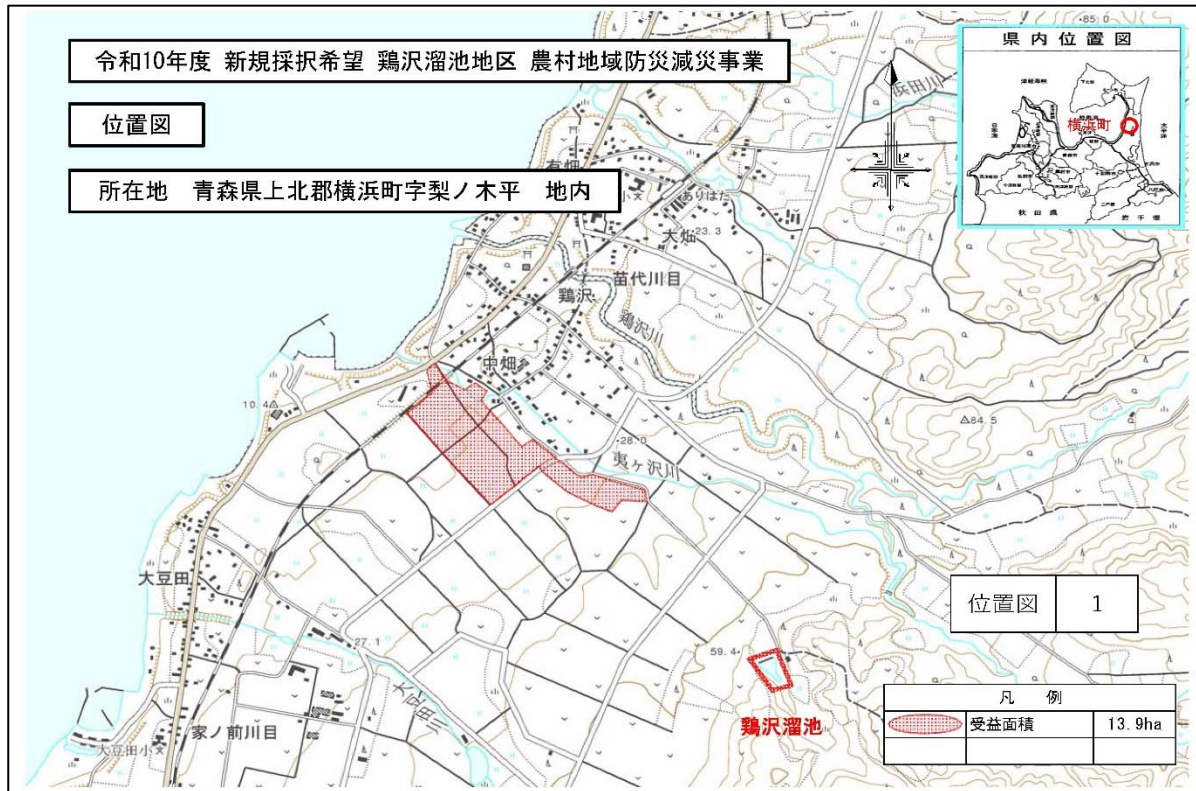 令和10年度 新規採択希望 鶏沢溜池地区 農村地域防災減災事業
位置図
所在地 青森県上北郡横浜町字梨ノ木平 地内
県内位置図
横浜町
秋田県
岩手県
・85.0
浜田川
有畑
ありはた
大畑
23.3
苗代川目
鶏沢
鶏沢川
中畑
10.4
・28.0
夷ヶ沢川
84.5
大豆田
27.1
大豆田川
59.4・
鶏沢溜池
家ノ前川目
大豆田小
位置図 1
凡例
受益面積 13.9ha